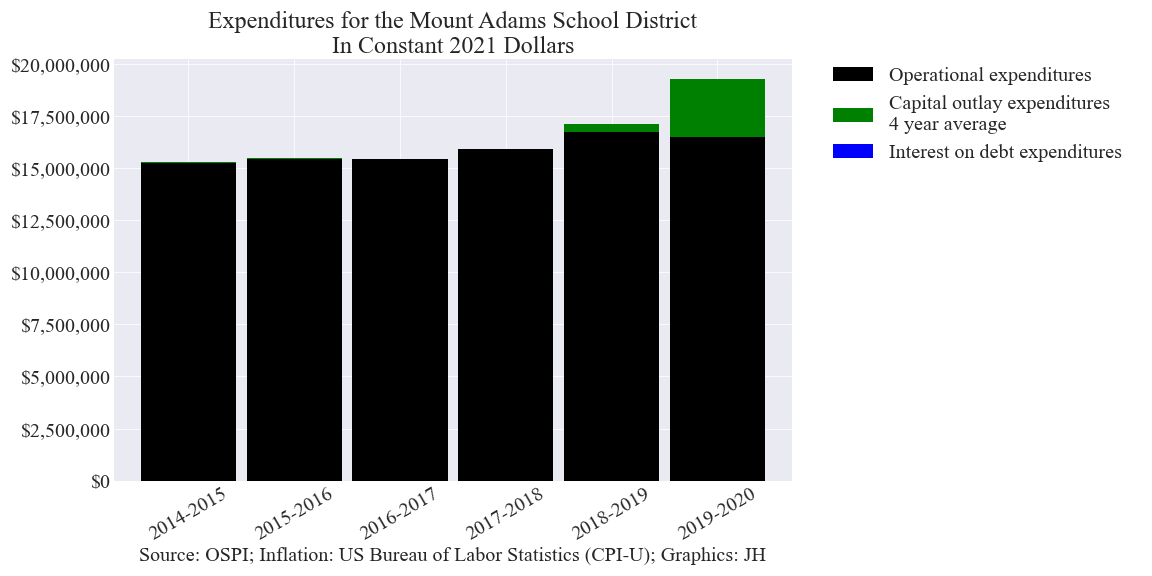 Expenditures for the Mount Adams School District
In Constant 2021 Dollars
$20,000,000
$17,500,000
$15,000,000
$12,500,000
$10,000,000
$7,500,000
$5,000,000
$2,500,000
$0
2014-2015
2015-2016
2016-2017
2017-2018
2018-2019
2019-2020
Source: OSPI; Inflation: US Bureau of Labor Statistics (CPI-U); Graphics: JH
Operational expenditures
Capital outlay expenditures
4 year average
Interest on debt expenditures